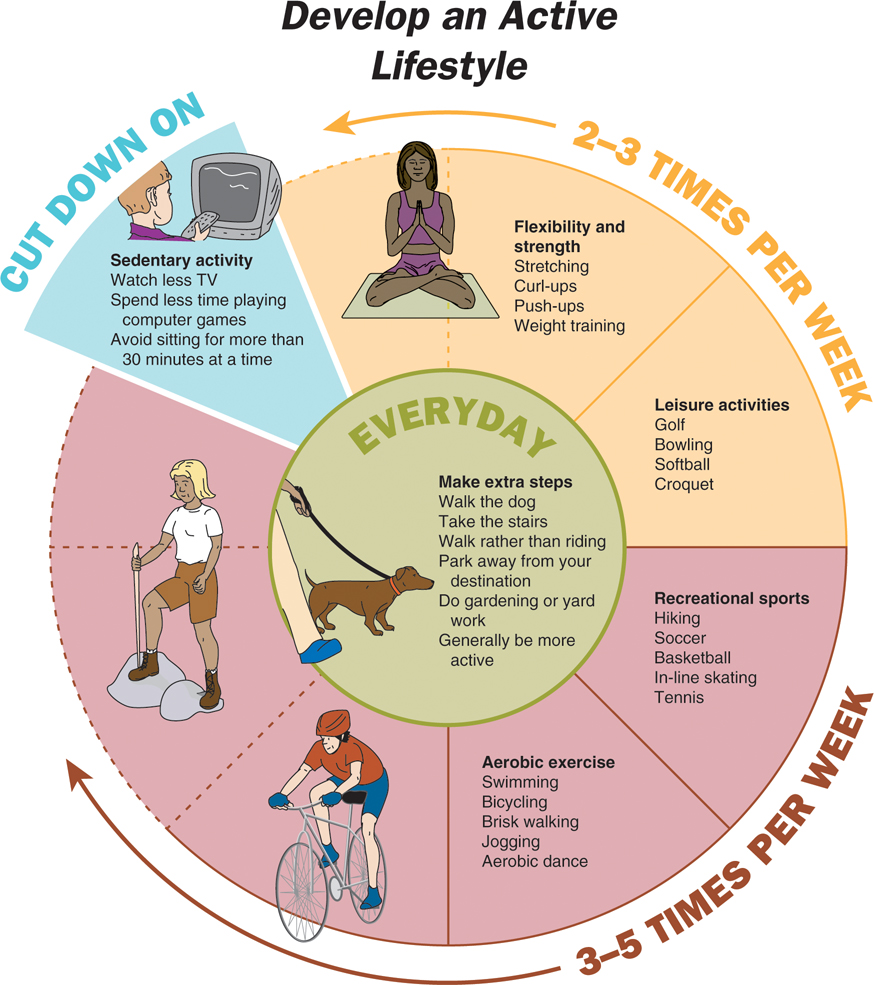 Develop an Active
Lifestyle
CUT DOWN ON
Sedentary activity
Watch less TV
Spend less time playing
computer games
Avoid sitting for more than
30 minutes at a time
2–3 TIMES PER WEEK
Flexibility and
strength
Stretching
Curl-ups
Push-ups
Weight training
Leisure activities
Golf
Bowling
Softball
Croquet
EVERYDAY
Make extra steps
Walk the dog
Take the stairs
Walk rather than riding
Park away from your
destination
Do gardening or yard
work
Generally be more
active
Recreational sports
Hiking
Soccer
Basketball
In-line skating
Tennis
Aerobic exercise
Swimming
Bicycling
Brisk walking
Jogging
Aerobic dance
3–5 TIMES PER WEEK